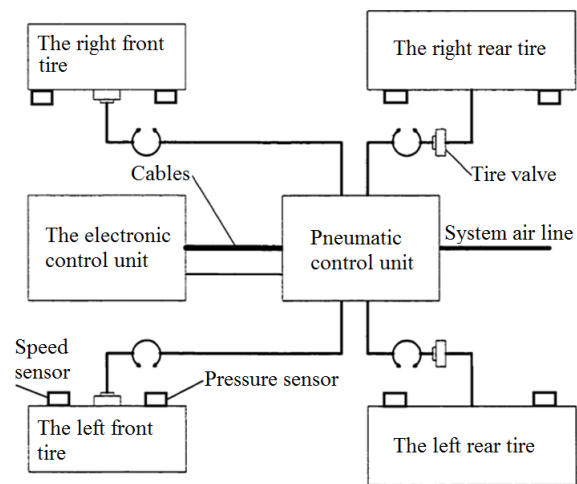 The right front
tire
The right rear tire
Cables
Tire valve
The electronic
control unit
Pneumatic
control unit
System air line
Speed
sensor
Pressure sensor
The left front
tire
The left rear tire